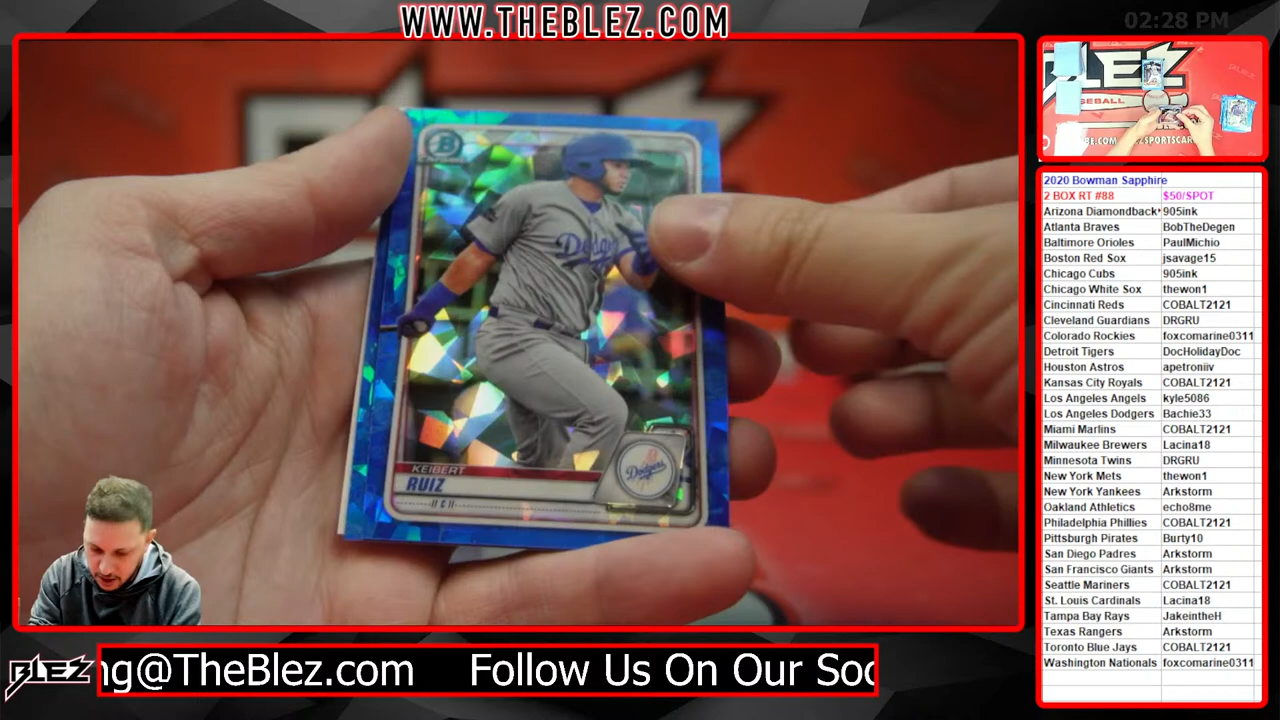 WWW.THEBLEZ.COM
02:28 PM
B
Dodgers
KEIBERT
RUIZ
// C //
Dodgers
BLEZ
SEBALL
2020 Bowman Sapphire
2 BOX RT #88 $50/SPOT
Arizona Diamondback 905ink
Atlanta Braves BobTheDegen
Baltimore Orioles PaulMichio
Boston Red Sox jsavage15
Chicago Cubs 905ink
Chicago White Sox thewon1
Cincinnati Reds COBALT2121
Cleveland Guardians DRGRU
Colorado Rockies foxcomarine0311
Detroit Tigers DocHolidayDoc
Houston Astros apetroniiv
Kansas City Royals COBALT2121
Los Angeles Angels kyle5086
Los Angeles Dodgers Bachie33
Miami Marlins COBALT2121
Milwaukee Brewers Lacina18
Minnesota Twins DRGRU
New York Mets thewon1
New York Yankees Arkstorm
Oakland Athletics echo8me
Philadelphia Phillies COBALT2121
Pittsburgh Pirates Burty10
San Diego Padres Arkstorm
San Francisco Giants Arkstorm
Seattle Mariners COBALT2121
St. Louis Cardinals Lacina18
Tampa Bay Rays JakeintheH
Texas Rangers Arkstorm
Toronto Blue Jays COBALT2121
Washington Nationals foxcomarine0311
BLEZ
ng@TheBlez.com Follow Us On Our Soc